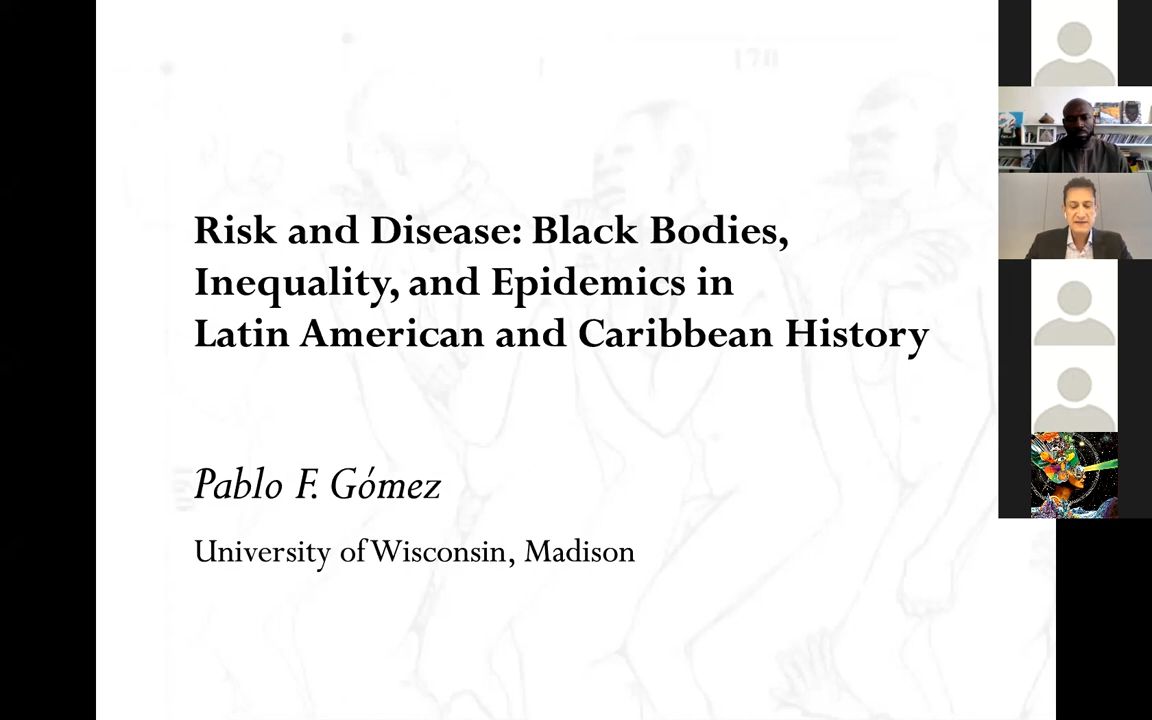 170
Risk and Disease: Black Bodies,
Inequality, and Epidemics in
Latin American and Caribbean History
Pablo F. Gómez
University of Wisconsin, Madison